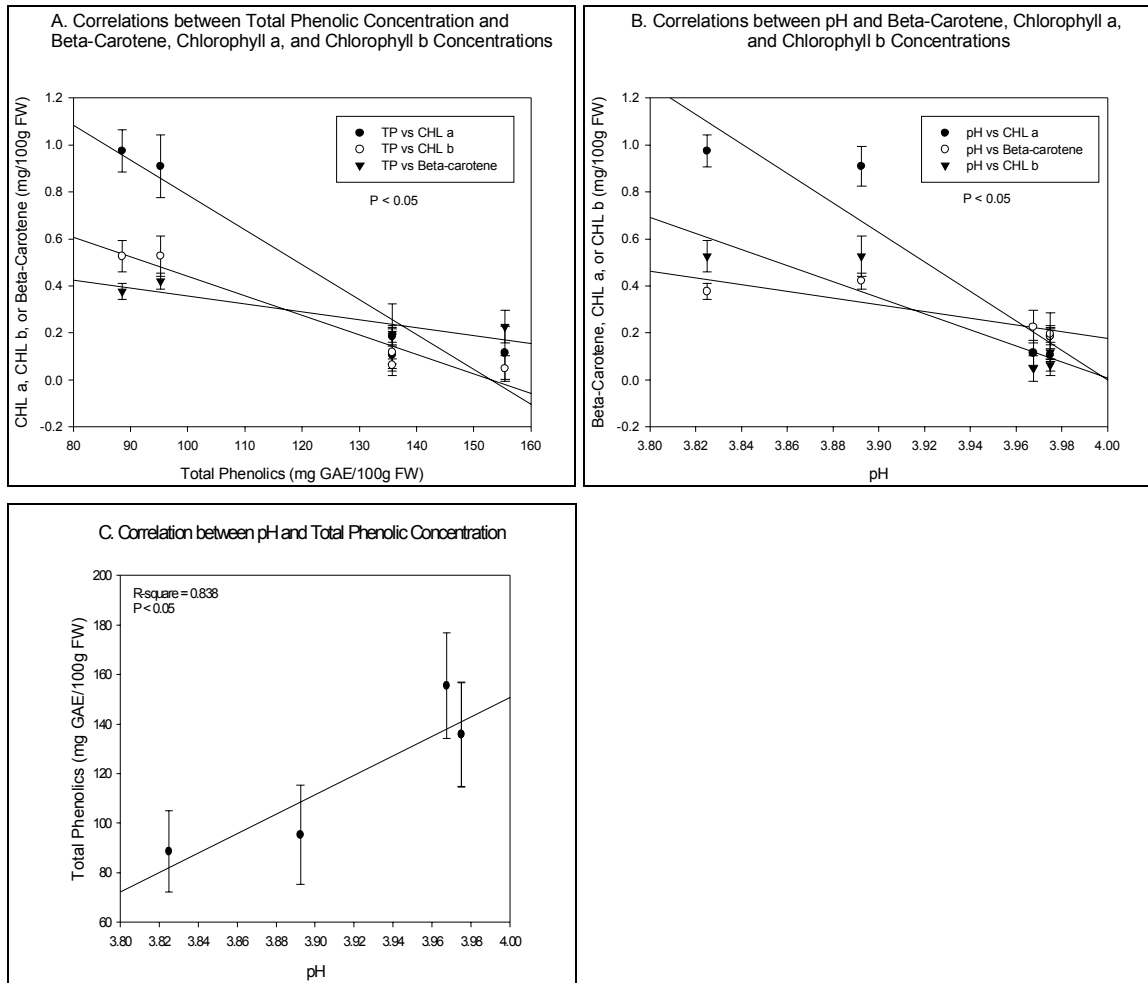 A. Correlations between Total Phenolic Concentration and
Beta-Carotene, Chlorophyll a, and Chlorophyll b Concentrations
CHL a, CHL b, or Beta-Carotene (mg/100g FW)
1.2
1.0
0.8
0.6
0.4
0.2
0.0
-0.2
TP vs CHL a
TP vs CHL b
TP vs Beta-carotene
P < 0.05
80 90 100 110 120 130 140 150 160
Total Phenolics (mg GAE/100g FW)
B. Correlations between pH and Beta-Carotene, Chlorophyll a,
and Chlorophyll b Concentrations
Beta-Carotene, CHL a, or CHL b (mg/100g FW)
1.2
1.0
0.8
0.6
0.4
0.2
0.0
-0.2
pH vs CHL a
pH vs Beta-carotene
pH vs CHL b
P < 0.05
3.80 3.82 3.84 3.86 3.88 3.90 3.92 3.94 3.96 3.98 4.00
pH
C. Correlation between pH and Total Phenolic Concentration
Total Phenolics (mg GAE/100g FW)
200
180
160
140
120
100
80
60
R-square = 0.838
P < 0.05
3.80 3.82 3.84 3.86 3.88 3.90 3.92 3.94 3.96 3.98 4.00
pH